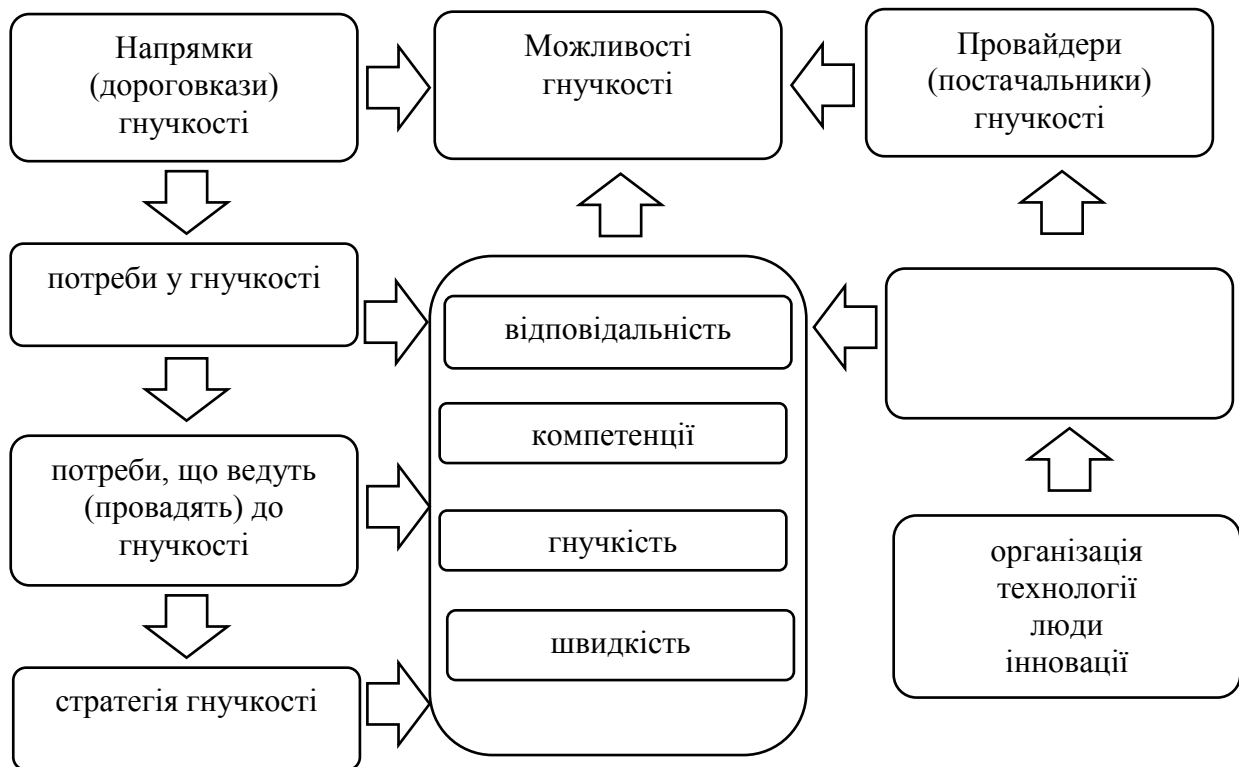 Напрямки
(дороговкази)
гнучкості
Можливості
гнучкості
Провайдери
(постачальники)
гнучкості
потреби у гнучкості
відповідальність
компетенції
потреби, що ведуть
(провадять) до
гнучкості
гнучкість
організація
технології
люди
інновації
швидкість
стратегія гнучкості